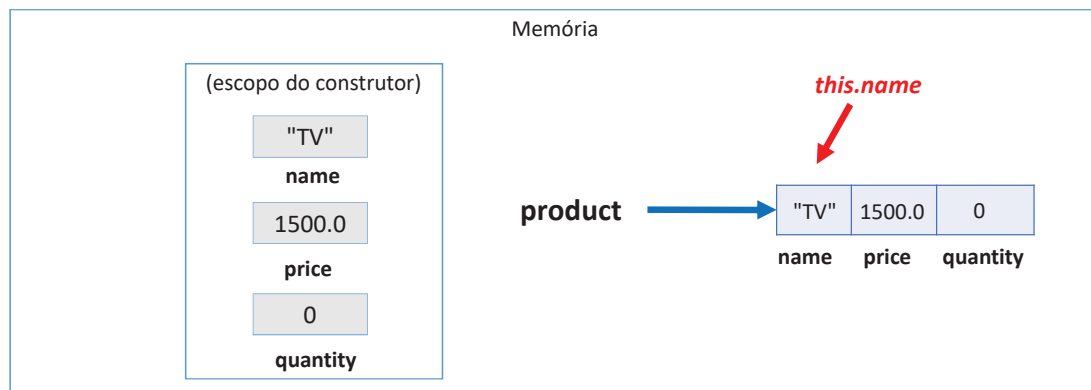 Memória
(escopo do construtor)
"TV"
name
1500.0
price
0
quantity
this.name
product
"TV" 1500.0 0
name price quantity